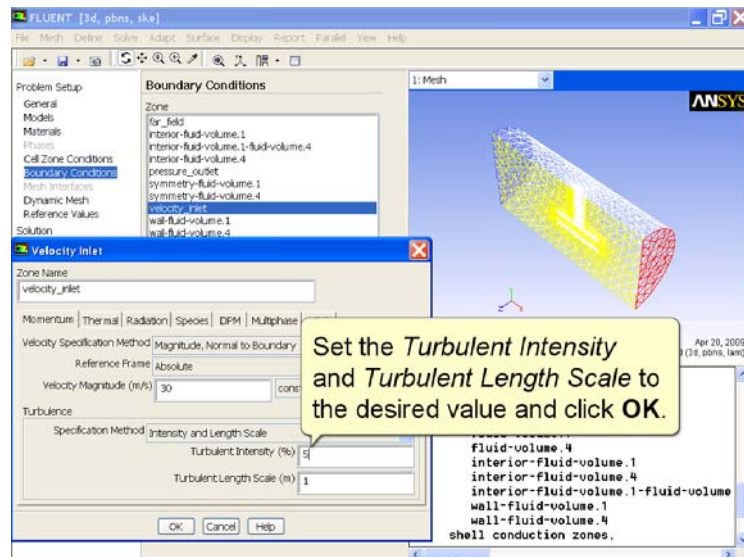 FLUENT [3d, pbns, ske]
File Mesh Define Solve Adapt Surface Display Report Parallel View Help
Problem Setup
General
Models
Materials
Phases
Cell Zone Conditions
Boundary Conditions
Mesh Interfaces
Dynamic Mesh
Reference Values
Solution
Boundary Conditions
Zone
far_field
interior-fluid-volume.1
interior-fluid-volume.1-fluid-volume.4
interior-fluid-volume.4
pressure_outlet
symmetry-fluid-volume.1
symmetry-fluid-volume.4
velocity_inlet
wall-fluid-volume.1
wall-fluid-volume.4
1: Mesh
ANSYS
Velocity Inlet
Zone Name
velocity_inlet
Momentum Thermal Radiation Species DPM Multiphase
Velocity Specification Method Magnitude, Normal to Boundary
Reference Frame Absolute
Velocity Magnitude (m/s) 30
Turbulence
Specification Method Intensity and Length Scale
Turbulent Intensity (%) 5
Turbulent Length Scale (m) 1
OK Cancel Help
Set the Turbulent Intensity
and Turbulent Length Scale to
the desired value and click OK.
Apr 20, 2009
(3d, pbns, lam)
fluid-volume.4
interior-fluid-volume.1
interior-fluid-volume.4
interior-fluid-volume.1-fluid-volume
wall-fluid-volume.1
wall-fluid-volume.4
shell conduction zones,